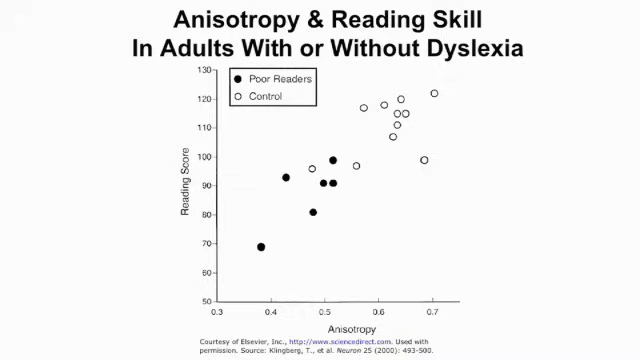 Anisotropy & Reading Skill
In Adults With or Without Dyslexia
130
120
110
100
90
80
70
60
50
Reading Score
Poor Readers
Control
0.3 0.4 0.5 0.6 0.7
Anisotropy
Courtesy of Elsevier, Inc., http://www.sciencedirect.com. Used with
permission. Source: Klingberg, T., et al. Neuron 25 (2000): 493-500.